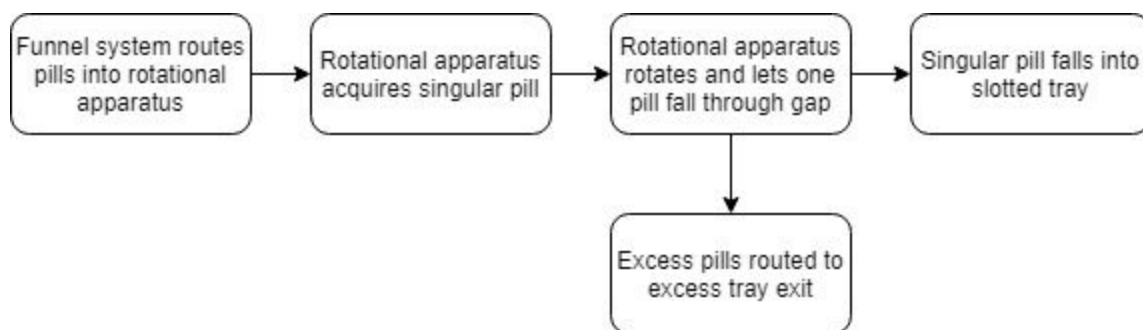 Funnel system routes
pills into rotational
apparatus
Rotational apparatus
acquires singular pill
Rotational apparatus
rotates and lets one
pill fall through gap
Singular pill falls into
slotted tray
Excess pills routed to
excess tray exit